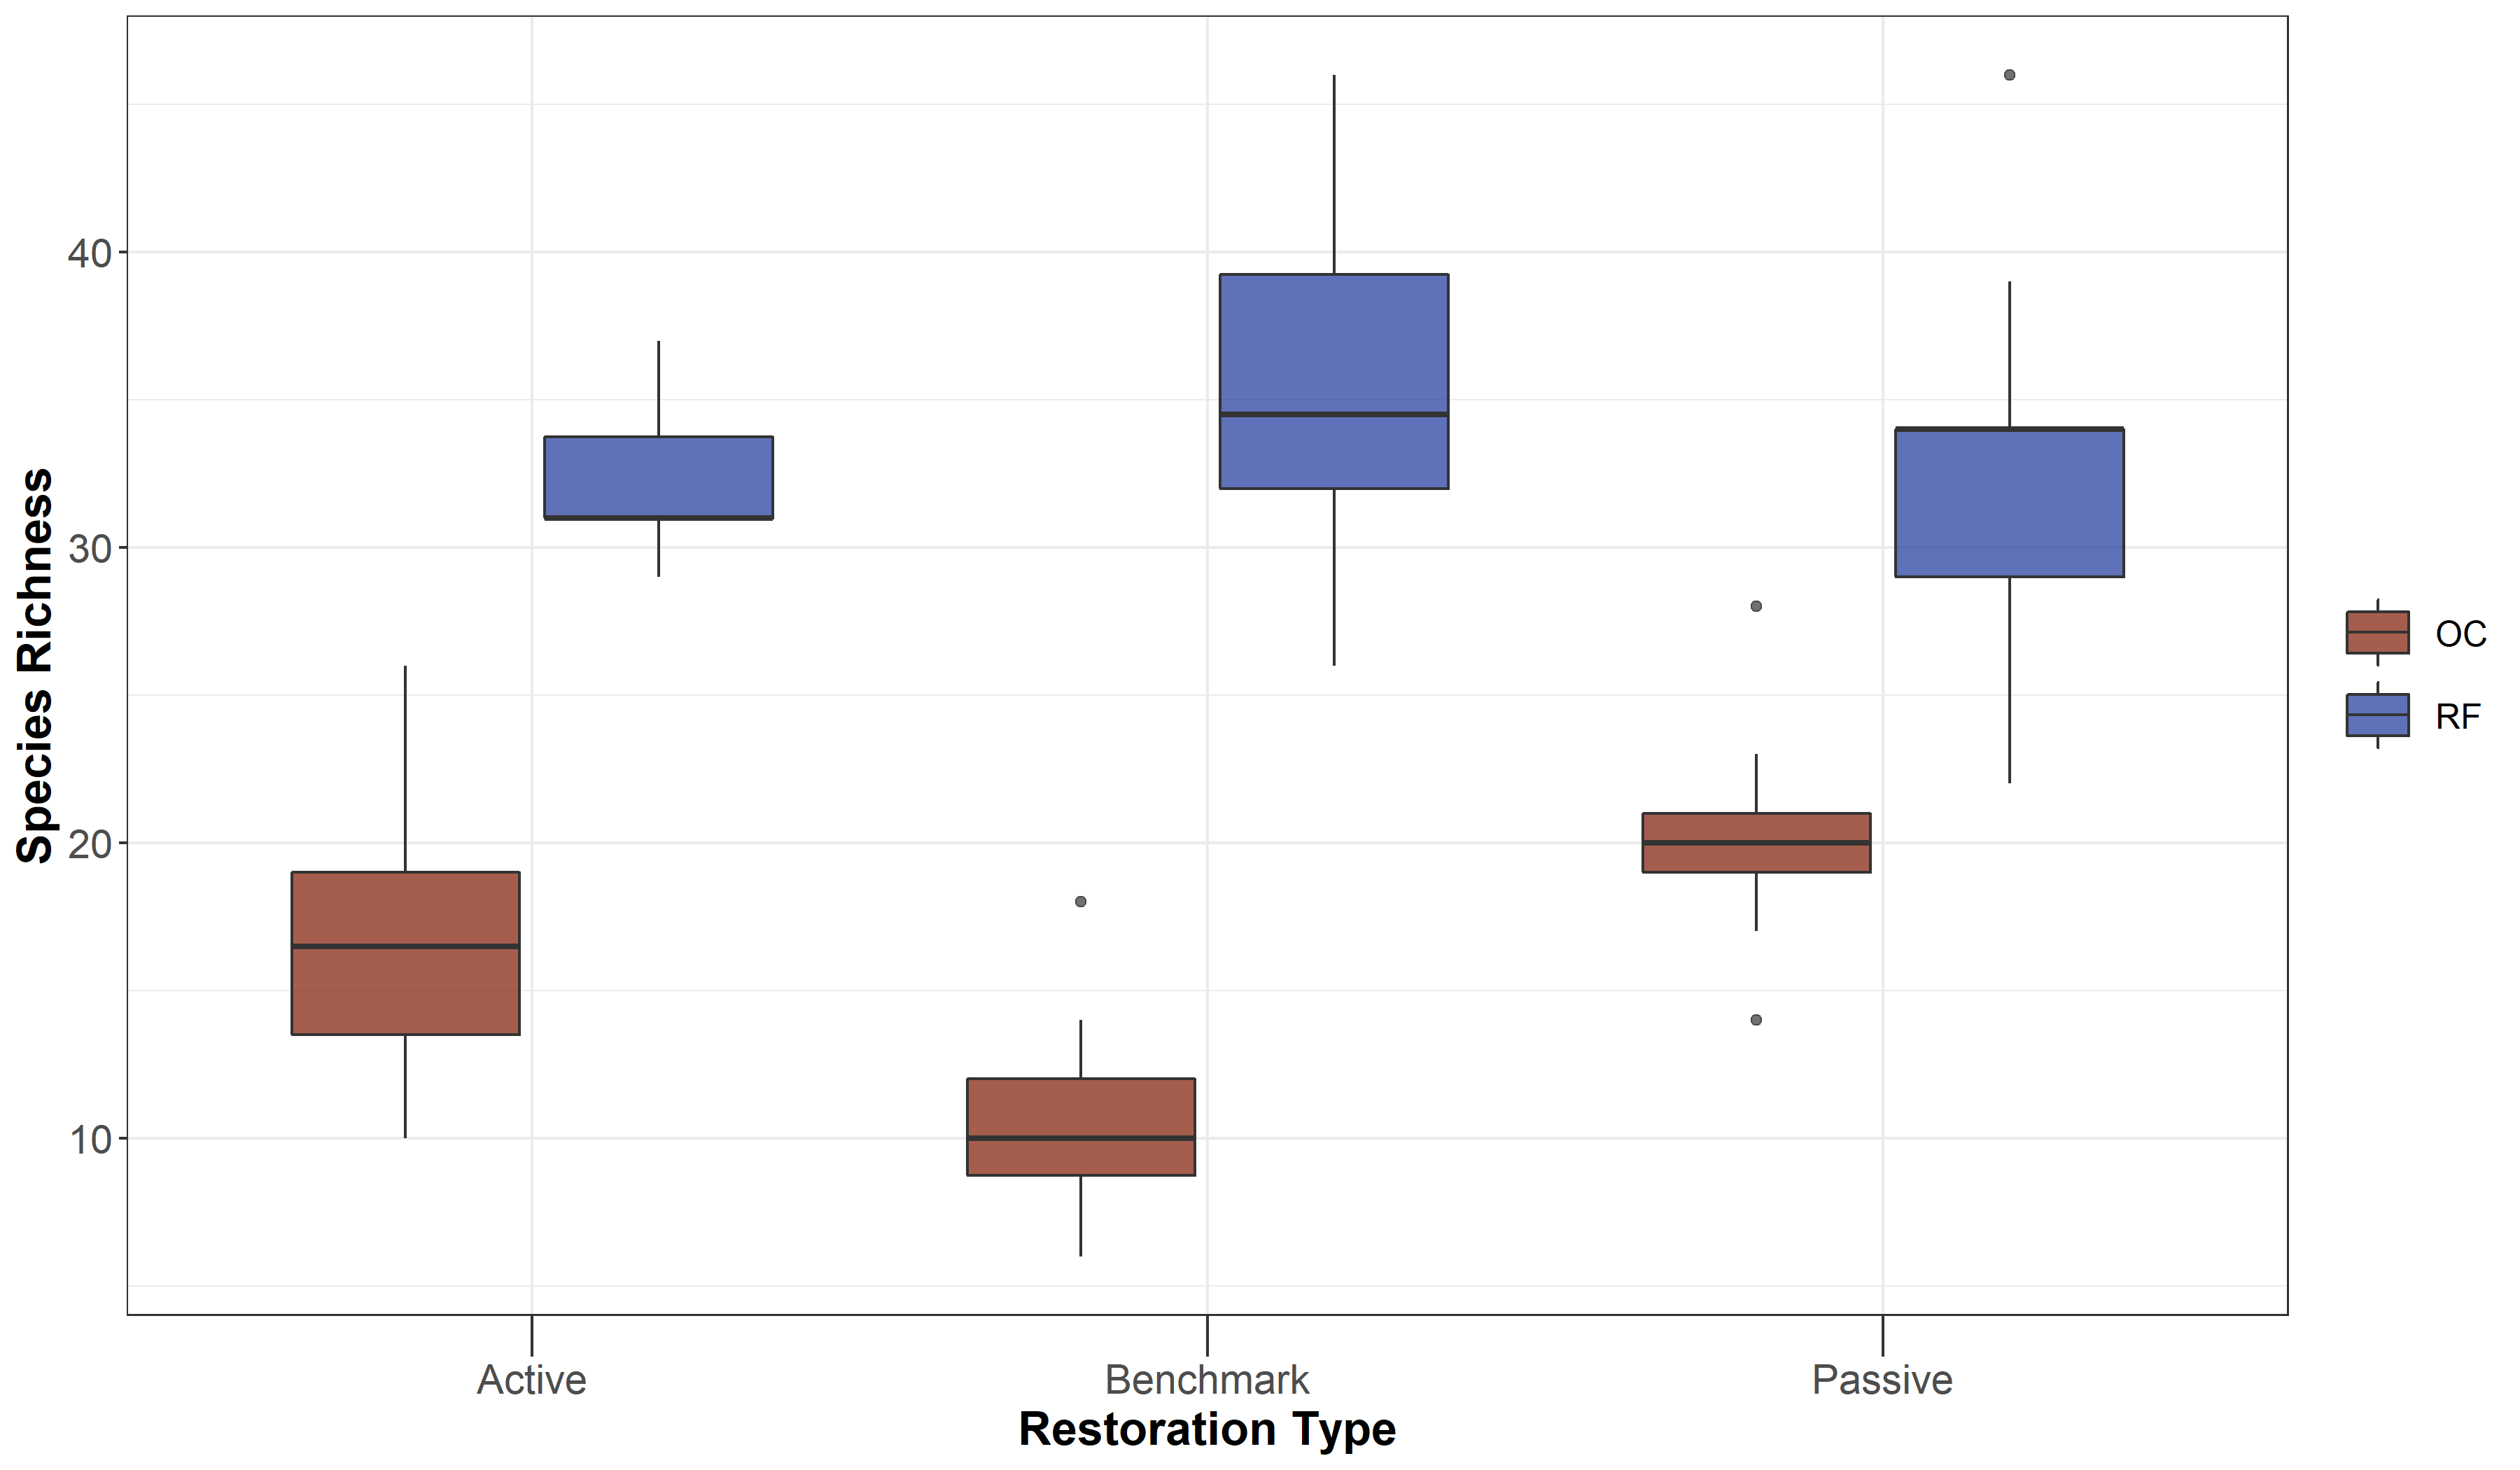 Species Richness
40
30
20
10
Active
Benchmark
Passive
Restoration Type
OC
RF